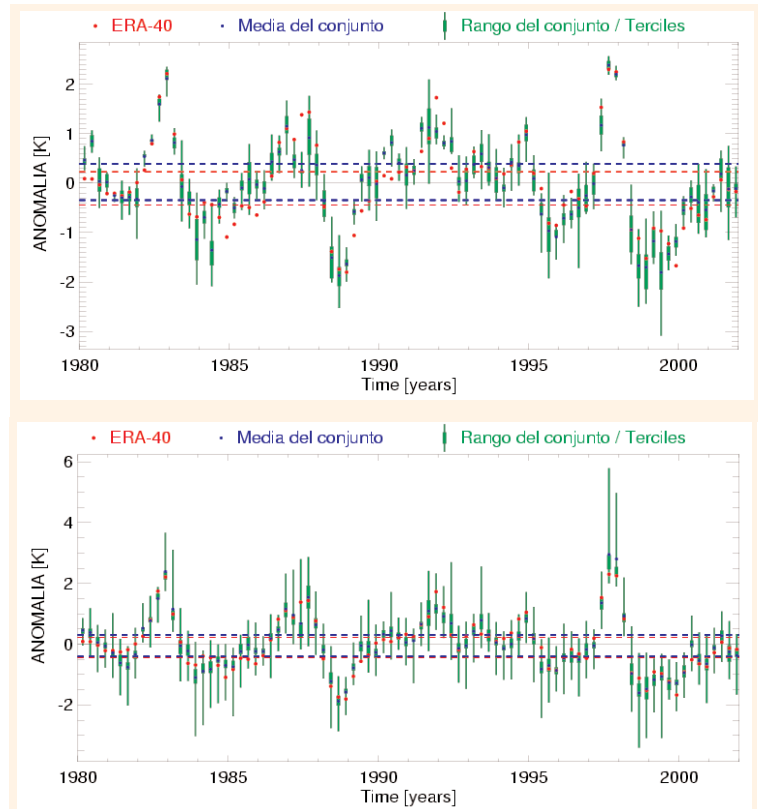 ERA-40 Media del conjunto Rango del conjunto / Terciles
2
1
0
-1
-2
-3
ANOMALIA [K]
1980 1985 1990 1995 2000
Time [years]
ERA-40 Media del conjunto Rango del conjunto / Terciles
6
4
2
0
-2
ANOMALIA [K]
1980 1985 1990 1995 2000
Time [years]